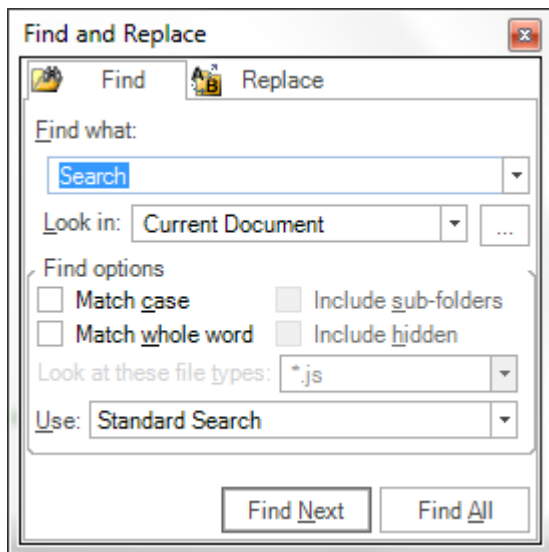 Find and Replace
Find Replace
Find what:
Search
Look in: Current Document ...
Find options
Match case Include sub-folders
Match whole word Include hidden
Look at these file types: *.js
Use: Standard Search
Find Next Find All